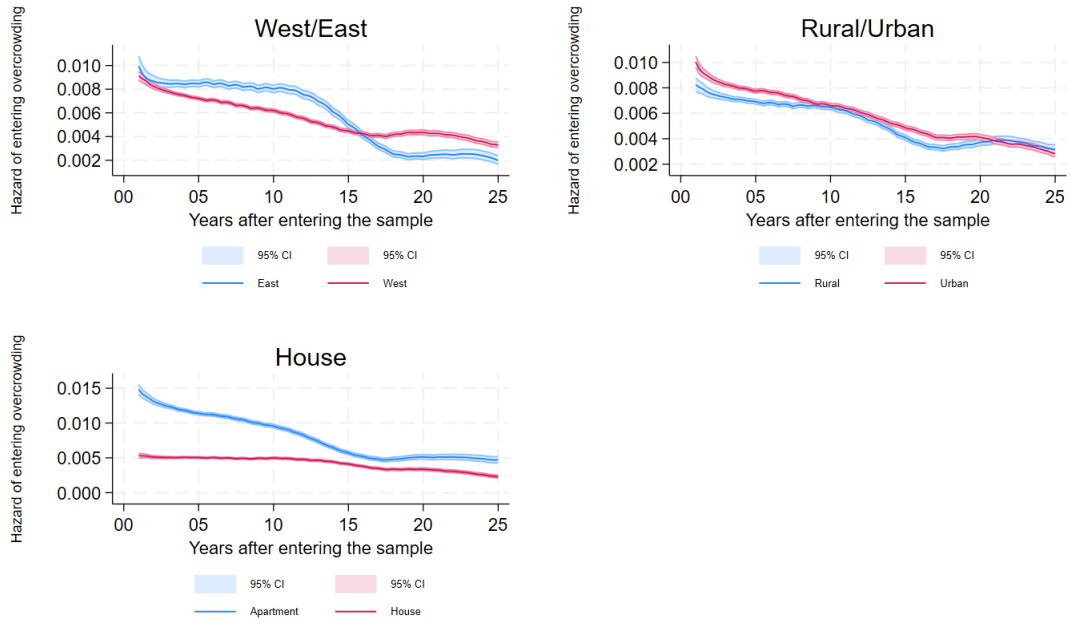 West/East
Hazard of entering overcrowding
0.010
0.008
0.006
0.004
0.002
00 05 10 15 20 25
Years after entering the sample
95% CI 95% CI
East West
Rural/Urban
Hazard of entering overcrowding
0.010
0.008
0.006
0.004
0.002
00 05 10 15 20 25
Years after entering the sample
95% CI 95% CI
Rural Urban
House
Hazard of entering overcrowding
0.015
0.010
0.005
0.000
00 05 10 15 20 25
Years after entering the sample
95% CI 95% CI
Apartment House